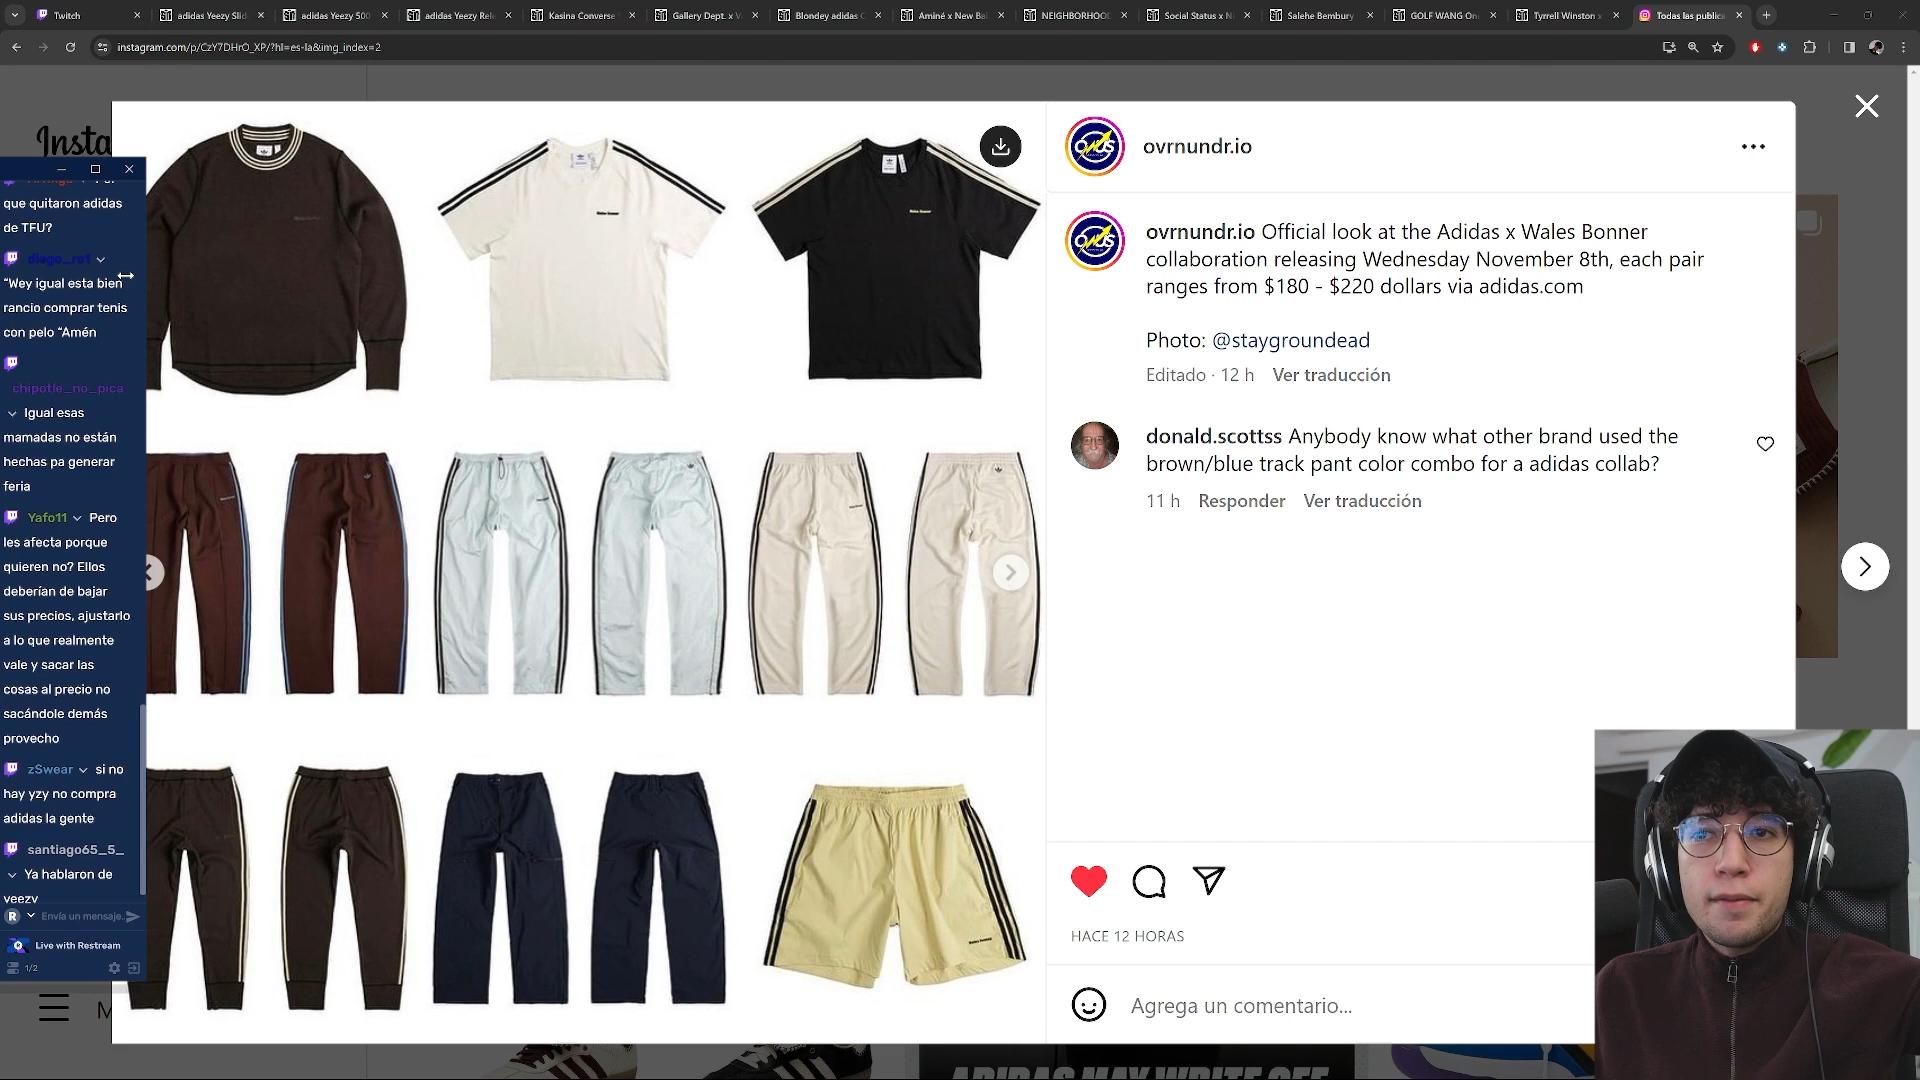 Twitch
adidas Yeezy Slid
adidas Yeezy 500
adidas Yeezy Rele
Kasina Converse
Gallery Dept. x V
Blondey adidas
Aminé x New Bal
NEIGHBORHOOD
Social Status x Ni
Salehe Bembury
GOLF WANG On
Tyrrell Winston x
Todas las publica
instagram.com/p/CzY7DHrO_XP/?hl=es-la&img_index=2
Insta
que quitaron adidas
de TFU?
diego_ro1
“Wey igual esta bien
rancio comprar tenis
con pelo “Amén
chipotle_no_pica
Igual esas
mamadas no están
hechas pa generar
feria
Yafo11 Pero
les afecta porque
quieren no? Ellos
deberían de bajar
sus precios, ajustarlo
a lo que realmente
vale y sacar las
cosas al precio no
sacándole demás
provecho
zSwear si no
hay yzy no compra
adidas la gente
santiago65_5_
Ya hablaron de
yeezy
R Envía un mensaje...
Live with Restream
1/2
M
ovrnundr.io
ovrnundr.io Official look at the Adidas x Wales Bonner
collaboration releasing Wednesday November 8th, each pair
ranges from $180 - $220 dollars via adidas.com
Photo: @staygroundead
Editado · 12 h Ver traducción
donald.scottss Anybody know what other brand used the
brown/blue track pant color combo for a adidas collab?
11 h Responder Ver traducción
HACE 12 HORAS
Agrega un comentario...
ADIDAS MAY WRITE OFF